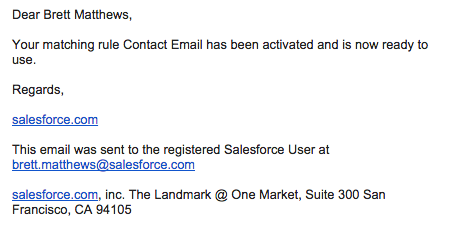 Dear Brett Matthews,
Your matching rule Contact Email has been activated and is now ready to
use.
Regards,
salesforce.com
This email was sent to the registered Salesforce User at
brett.matthews@salesforce.com
salesforce.com, inc. The Landmark @ One Market, Suite 300 San
Francisco, CA 94105